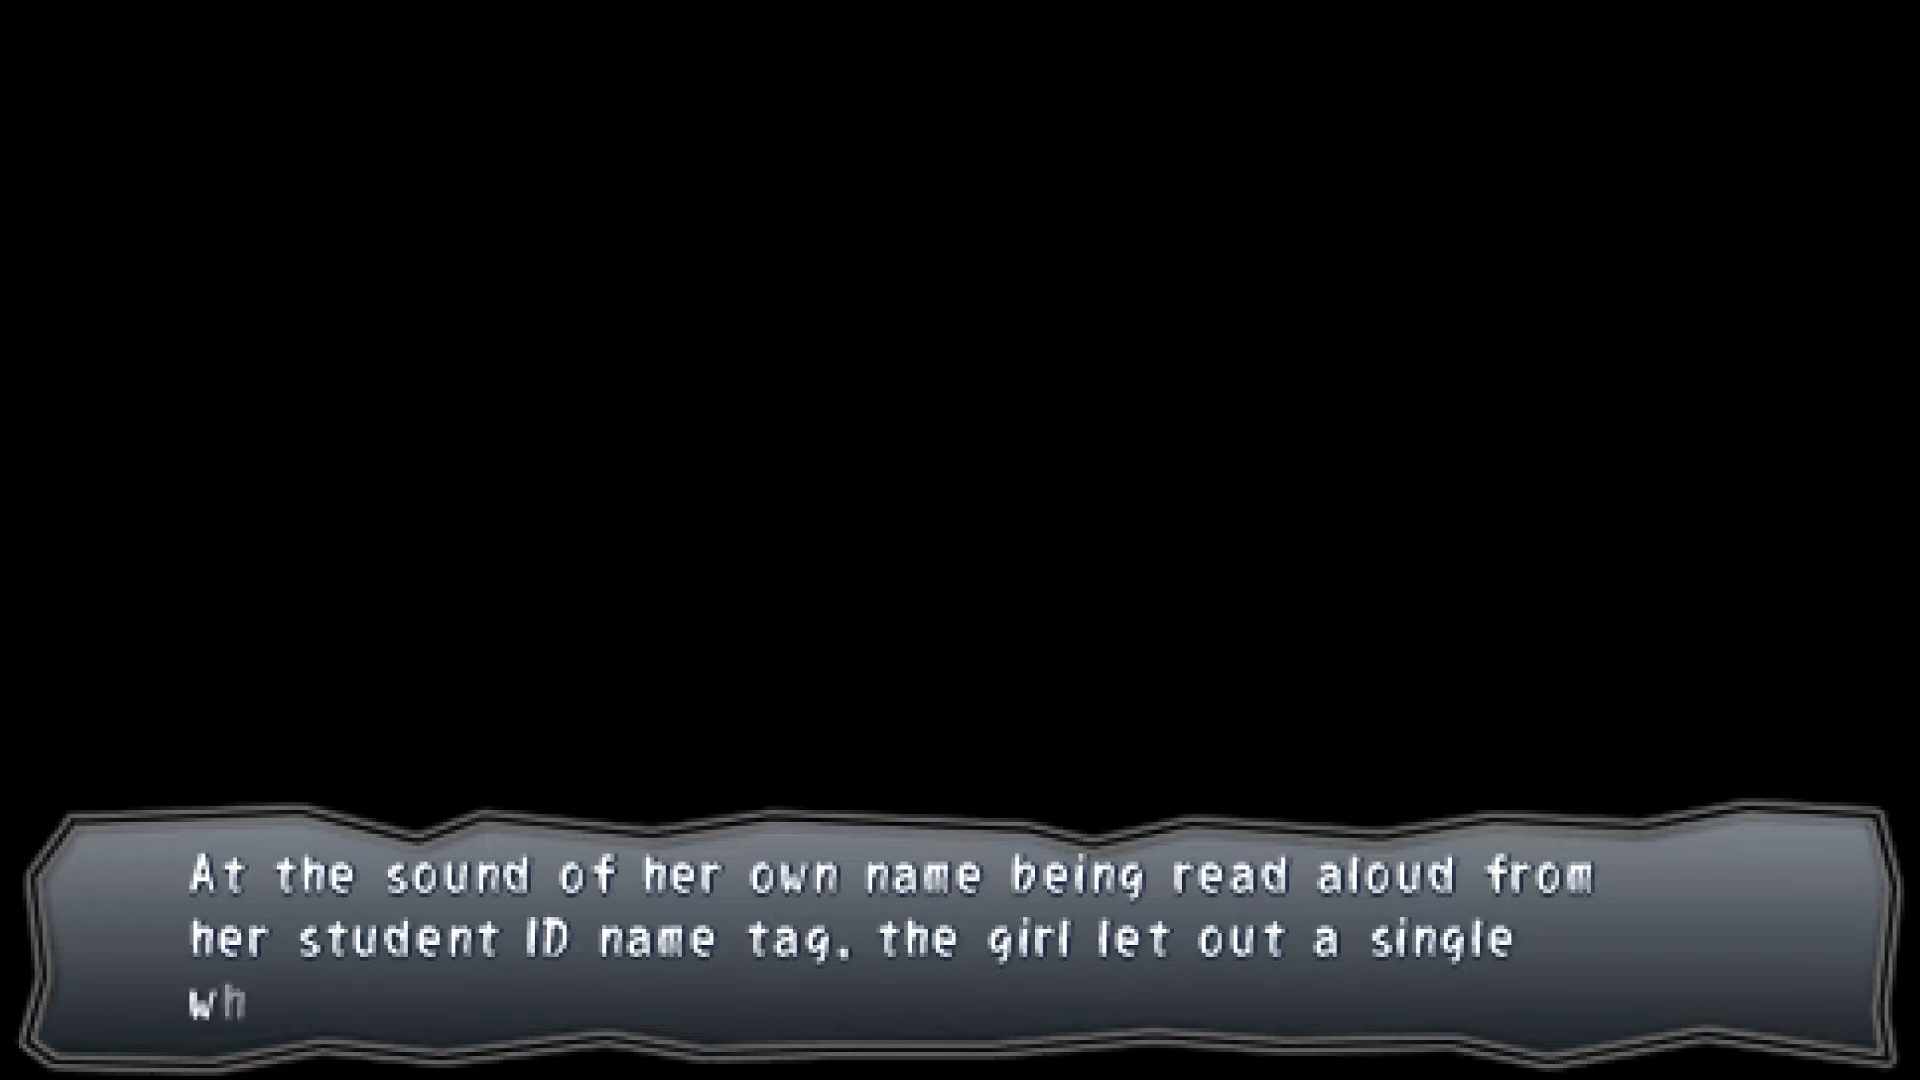 At the sound of her own name being read aloud from
her student ID name tag, the girl let out a single
wh